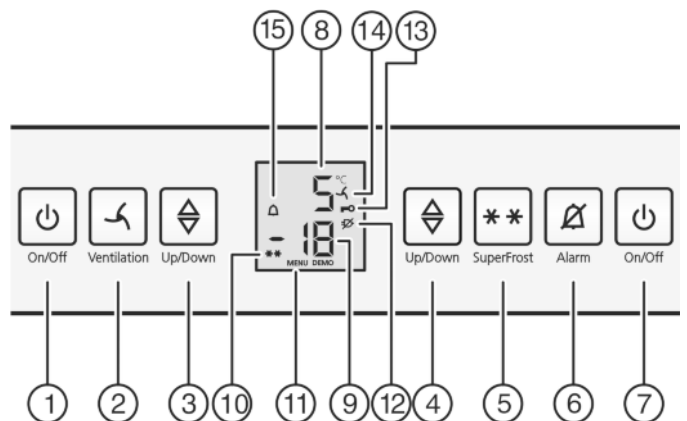 15 8 14 13
5 °C
-18
MENU DEMO
On/Off Ventilation Up/Down Up/Down SuperFrost Alarm On/Off
1 2 3 10 11 9 12 4 5 6 7